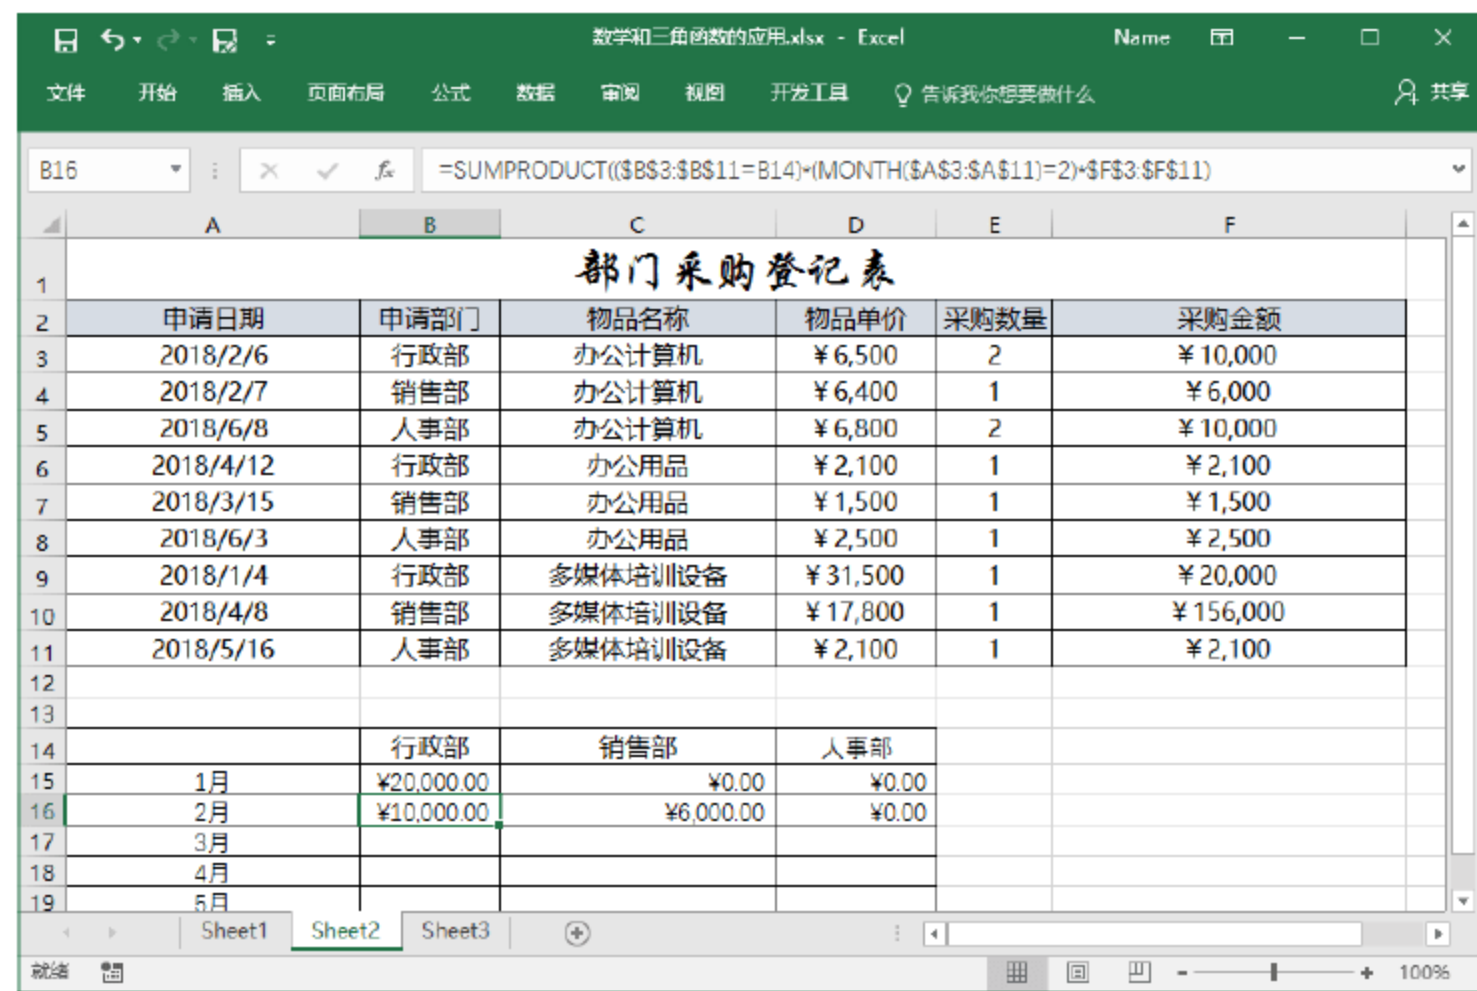 数学和三角函数的应用.xlsx - Excel Name
文件 开始 插入 页面布局 公式 数据 审阅 视图 开发工具 告诉我你想要做什么 共享
B16 fx =SUMPRODUCT(($B$3:$B$11=B14)*(MONTH($A$3:$A$11)=2)*$F$3:$F$11)
A B C D E F
1 部门采购登记表
2 申请日期 申请部门 物品名称 物品单价 采购数量 采购金额
3 2018/2/6 行政部 办公计算机 ￥6,500 2 ￥10,000
4 2018/2/7 销售部 办公计算机 ￥6,400 1 ￥6,000
5 2018/6/8 人事部 办公计算机 ￥6,800 2 ￥10,000
6 2018/4/12 行政部 办公用品 ￥2,100 1 ￥2,100
7 2018/3/15 销售部 办公用品 ￥1,500 1 ￥1,500
8 2018/6/3 人事部 办公用品 ￥2,500 1 ￥2,500
9 2018/1/4 行政部 多媒体培训设备 ￥31,500 1 ￥20,000
10 2018/4/8 销售部 多媒体培训设备 ￥17,800 1 ￥156,000
11 2018/5/16 人事部 多媒体培训设备 ￥2,100 1 ￥2,100
12
13
14 行政部 销售部 人事部
15 1月 ¥20,000.00 ¥0.00 ¥0.00
16 2月 ¥10,000.00 ¥6,000.00 ¥0.00
17 3月
18 4月
19 5月
Sheet1 Sheet2 Sheet3
就绪 100%